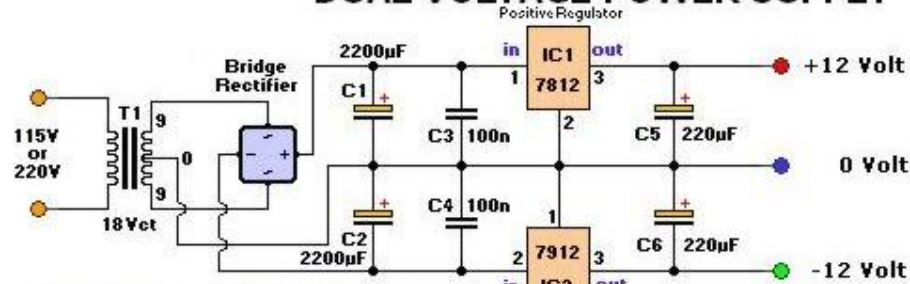 DUAL VOLTAGE POWER SUPPLY
Positive Regulator
in IC1 out
2200µF
1 7812 3
+12 Volt
Bridge
Rectifier
C1 +
+
T1
9
2
115V
or
220V
0
- +
C3 100n
C5 220µF
0 Volt
9
C4 100n
+
+
18Vct
1
C2
2200µF
2 7912 3
C6 220µF
-12 Volt
in IC2 out